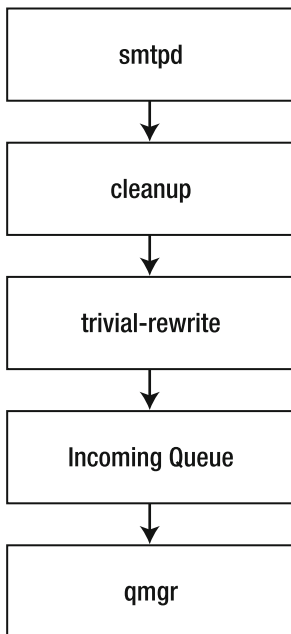 smtpd
cleanup
trivial-rewrite
Incoming Queue
qmgr